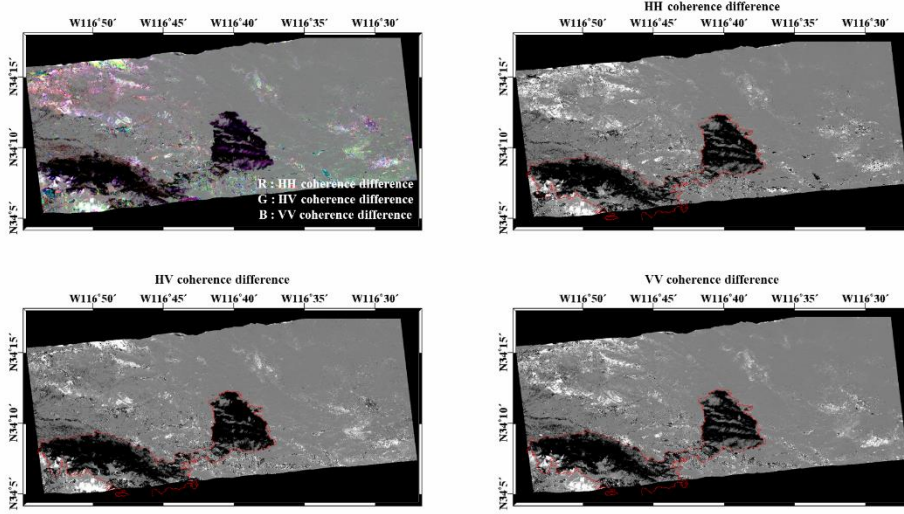 W116°50' W116°45' W116°40' W116°35' W116°30'
N34°15'
N34°10'
N34°5'
R : HH coherence difference
G : HV coherence difference
B : VV coherence difference
HH coherence difference
W116°50' W116°45' W116°40' W116°35' W116°30'
N34°15'
N34°10'
N34°5'
HV coherence difference
W116°50' W116°45' W116°40' W116°35' W116°30'
N34°15'
N34°10'
N34°5'
VV coherence difference
W116°50' W116°45' W116°40' W116°35' W116°30'
N34°15'
N34°10'
N34°5'